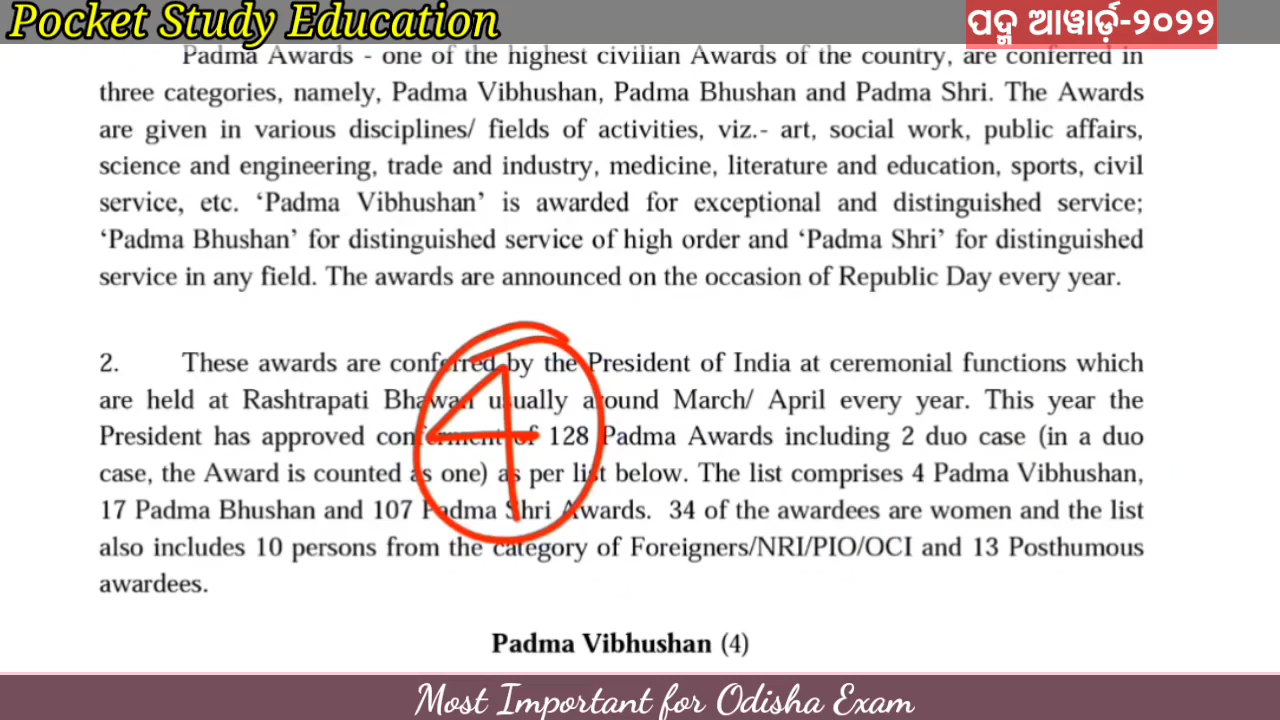 Pocket Study Education
ପଦ୍ମ ଆୱାର୍ଡ଼-୨୦୨୨
Padma Awards - one of the highest civilian Awards of the country, are conferred in
three categories, namely, Padma Vibhushan, Padma Bhushan and Padma Shri. The Awards
are given in various disciplines/ fields of activities, viz.- art, social work, public affairs,
science and engineering, trade and industry, medicine, literature and education, sports, civil
service, etc. ‘Padma Vibhushan’ is awarded for exceptional and distinguished service;
‘Padma Bhushan’ for distinguished service of high order and ‘Padma Shri’ for distinguished
service in any field. The awards are announced on the occasion of Republic Day every year.
2. These awards are conferred by the President of India at ceremonial functions which
are held at Rashtrapati Bhawan usually around March/ April every year. This year the
President has approved conferment of 128 Padma Awards including 2 duo case (in a duo
case, the Award is counted as one) as per list below. The list comprises 4 Padma Vibhushan,
17 Padma Bhushan and 107 Padma Shri Awards. 34 of the awardees are women and the list
also includes 10 persons from the category of Foreigners/NRI/PIO/OCI and 13 Posthumous
awardees.
4
Padma Vibhushan (4)
Most Important for Odisha Exam